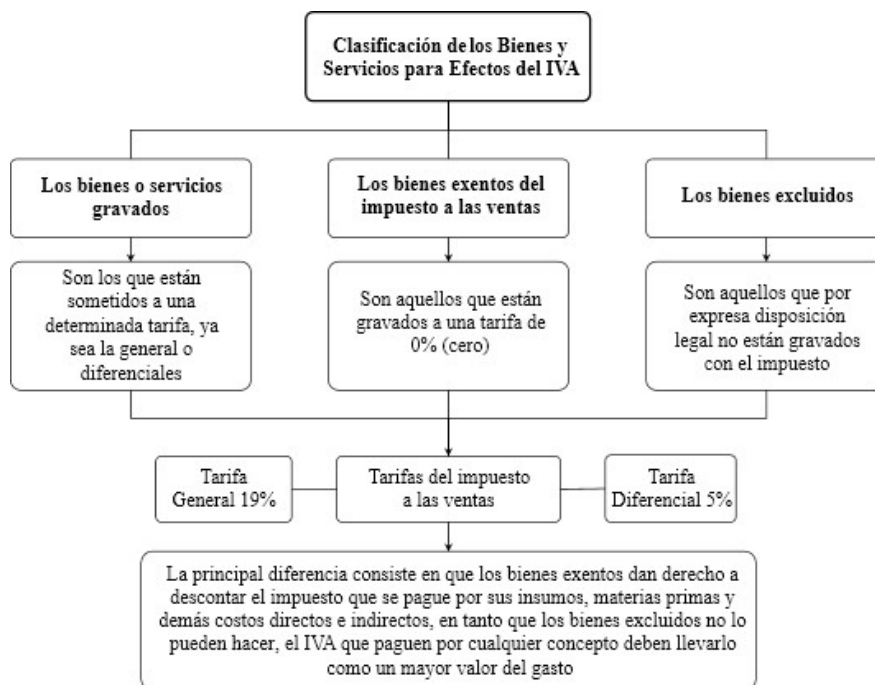 Clasificación de los Bienes y
Servicios para Efectos del IVA
Los bienes o servicios
gravados
Los bienes exentos del
impuesto a las ventas
Los bienes excluidos
Son los que están
sometidos a una
determinada tarifa, ya
sea la general o
diferenciales
Son aquellos que están
gravados a una tarifa de
0% (cero)
Son aquellos que por
expresa disposición
legal no están gravados
con el impuesto
Tarifa
General 19%
Tarifas del impuesto
a las ventas
Tarifa
Diferencial 5%
La principal diferencia consiste en que los bienes exentos dan derecho a
descontar el impuesto que se pague por sus insumos, materias primas y
demás costos directos e indirectos, en tanto que los bienes excluidos no lo
pueden hacer, el IVA que paguen por cualquier concepto deben llevarlo
como un mayor valor del gasto